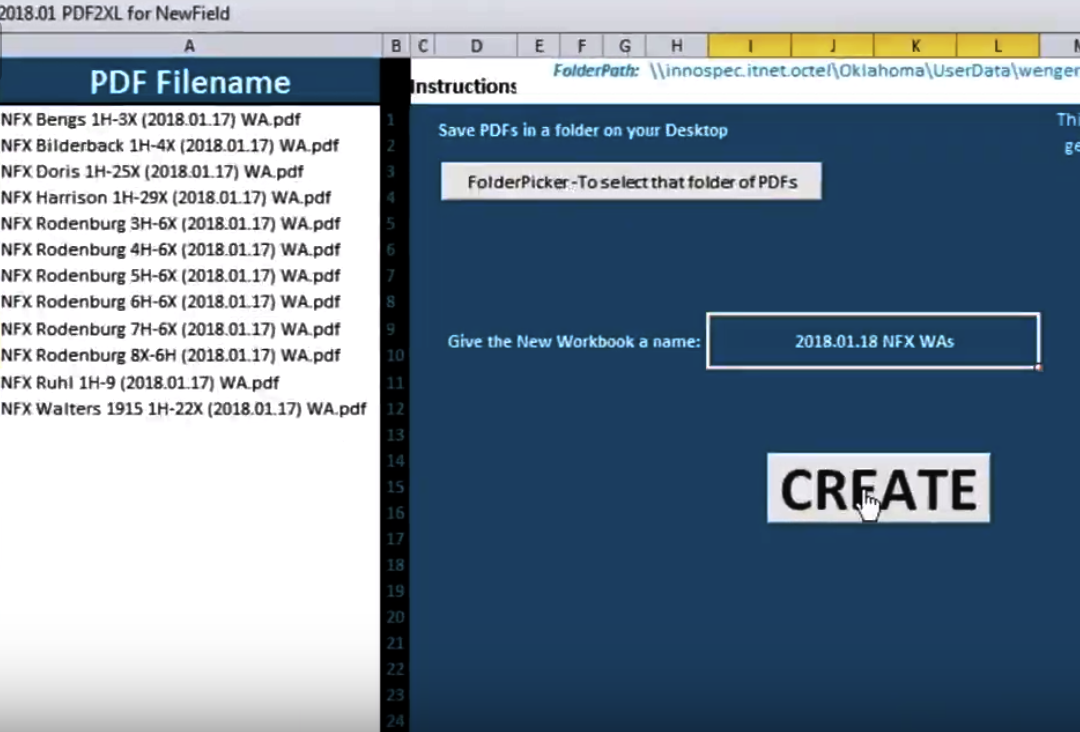 2018.01 PDF2XL for NewField
A B C D E F G H I J K L
PDF Filename
Instructions
FolderPath: \\innospec.itnet.octel\Oklahoma\UserData\wenger
NFX Bengs 1H-3X (2018.01.17) WA.pdf
NFX Bilderback 1H-4X (2018.01.17) WA.pdf
NFX Doris 1H-25X (2018.01.17) WA.pdf
NFX Harrison 1H-29X (2018.01.17) WA.pdf
NFX Rodenburg 3H-6X (2018.01.17) WA.pdf
NFX Rodenburg 4H-6X (2018.01.17) WA.pdf
NFX Rodenburg 5H-6X (2018.01.17) WA.pdf
NFX Rodenburg 6H-6X (2018.01.17) WA.pdf
NFX Rodenburg 7H-6X (2018.01.17) WA.pdf
NFX Rodenburg 8X-6H (2018.01.17) WA.pdf
NFX Ruhl 1H-9 (2018.01.17) WA.pdf
NFX Walters 1915 1H-22X (2018.01.17) WA.pdf
1
2
3
4
5
6
7
8
9
10
11
12
13
14
15
16
17
18
19
20
21
22
23
24
Save PDFs in a folder on your Desktop
FolderPicker -To select that folder of PDFs
Give the New Workbook a name:
2018.01.18 NFX WAs
CREATE